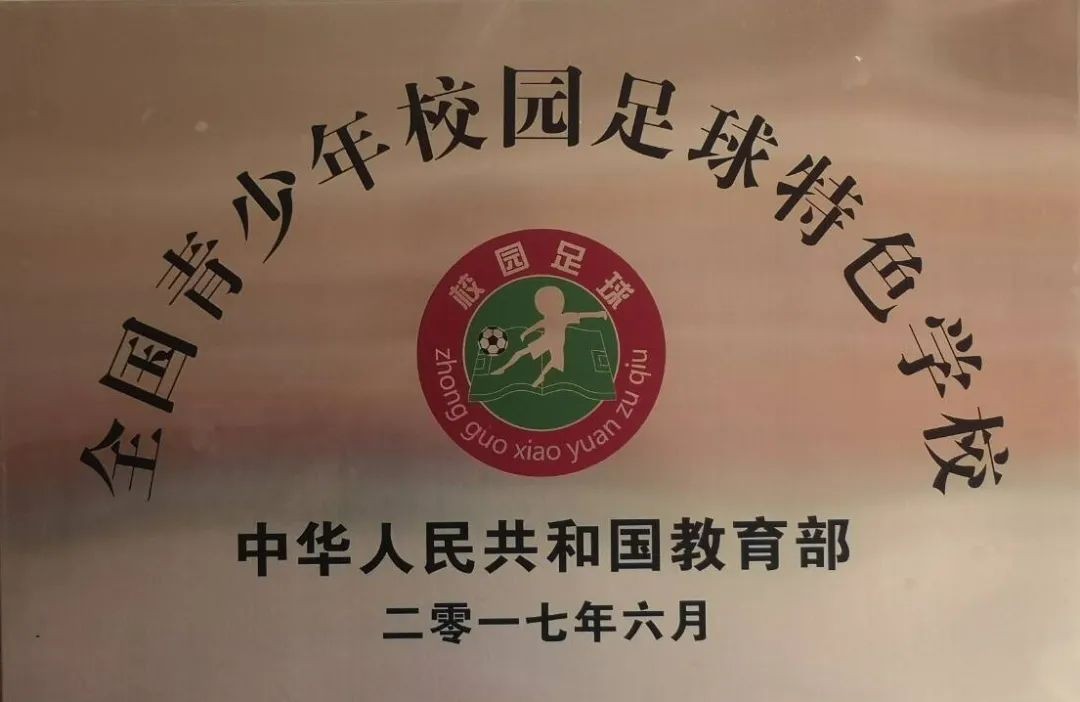 全国青少年校园足球特色学校
校园足球
zhong guo xiao yuan zu qiu
中华人民共和国教育部
二零一七年六月